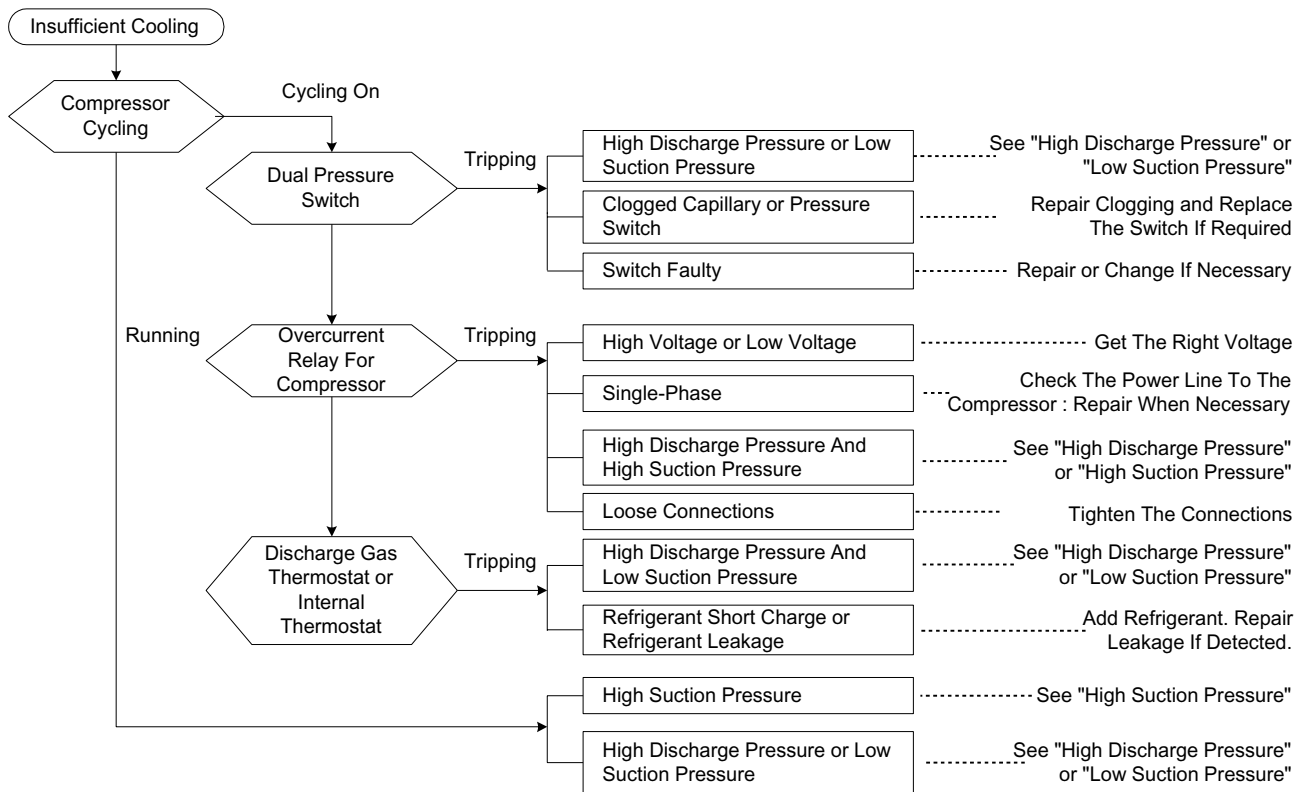 Insufficient Cooling
Compressor
Cycling
Cycling On
Dual Pressure
Switch
Tripping
High Discharge Pressure or Low
Suction Pressure
See "High Discharge Pressure" or
"Low Suction Pressure"
Clogged Capillary or Pressure
Switch
Repair Clogging and Replace
The Switch If Required
Switch Faulty
Repair or Change If Necessary
Running
Overcurrent
Relay For
Compressor
Tripping
High Voltage or Low Voltage
Get The Right Voltage
Single-Phase
Check The Power Line To The
Compressor : Repair When Necessary
High Discharge Pressure And
High Suction Pressure
See "High Discharge Pressure"
or "High Suction Pressure"
Loose Connections
Tighten The Connections
Discharge Gas
Thermostat or
Internal
Thermostat
Tripping
High Discharge Pressure And
Low Suction Pressure
See "High Discharge Pressure"
or "Low Suction Pressure"
Refrigerant Short Charge or
Refrigerant Leakage
Add Refrigerant. Repair
Leakage If Detected.
High Suction Pressure
See "High Suction Pressure"
High Discharge Pressure or Low
Suction Pressure
See "High Discharge Pressure"
or "Low Suction Pressure"